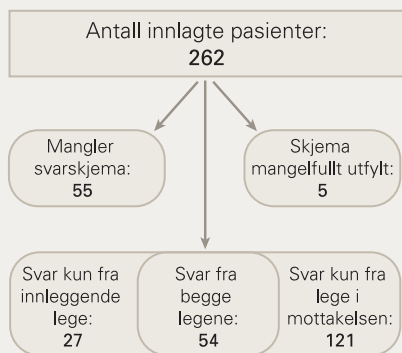 Antall innlagte pasienter:
262
Mangler
svarskjema:
55
Skjema
mangelfullt utfylt:
5
Svar kun fra
innleggende
lege:
27
Svar fra
begge
legene:
54
Svar kun fra
lege i
mottakelsen:
121